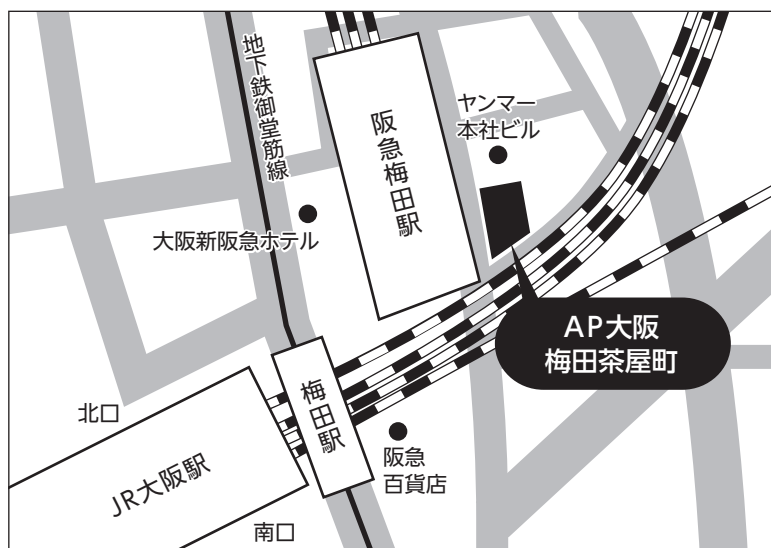 地下鉄御堂筋線
阪急梅田駅
ヤンマー
本社ビル
大阪新阪急ホテル
AP大阪
梅田茶屋町
北口
梅田駅
JR大阪駅
阪急
百貨店
南口